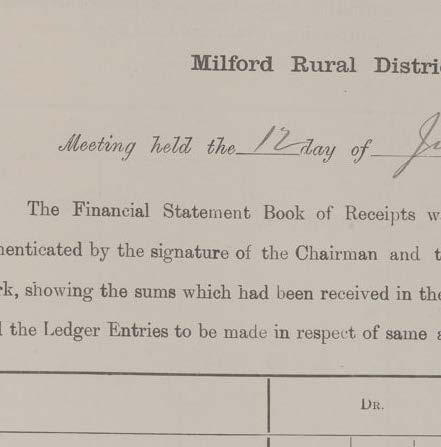 Milford Rural Distri
Meeting held the 12 day of Ju
The Financial Statement Book of Receipts w
nenticated by the signature of the Chairman and t
rk, showing the sums which had been received in the
l the Ledger Entries to be made in respect of same a
DR.